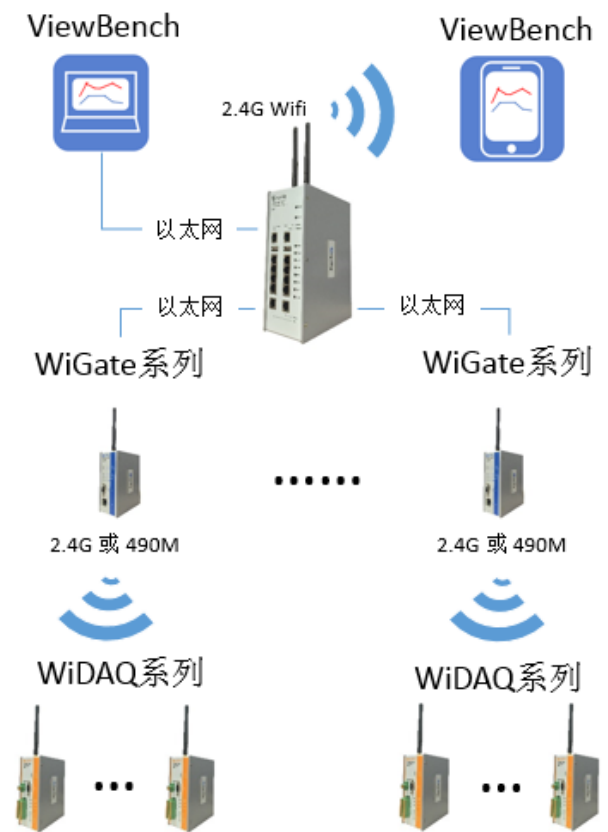 ViewBench
ViewBench
2.4G Wifi
以太网
以太网
以太网
WiGate系列
WiGate系列
......
2.4G 或 490M
2.4G 或 490M
WiDAQ系列
WiDAQ系列
...
...